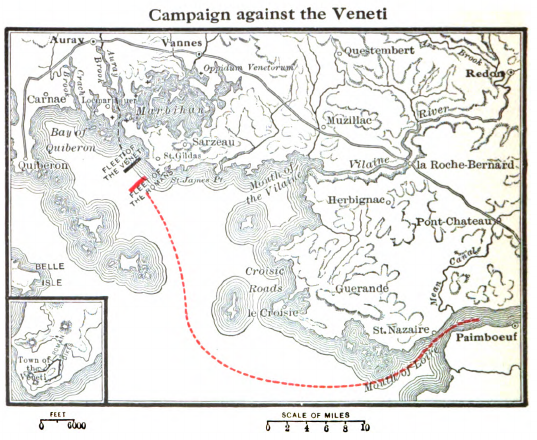 Campaign against the Veneti
Auray
Vannes
Questembert
Brook
Redon
Oppidum Venetorum
Crach
Brook
Auray
Brook
Carnac
Locmariaquer
Morbihan
Muzillac
River
Bay of
Quiberon
Sarzeau
St. Gildas
Vilaine
la Roche-Bernard
Quiberon
FLEET OF
THE VENETI
FLEET OF
THE ROMANS
St. James Pt.
Mouth of
the Vilaine
Herbignac
Pont-Chateau
BELLE
ISLE
Croisic
Roads
le Croisic
Guerande
Mean
Canal
St. Nazaire
Paimboeuf
Mouth of Loire
Town of
the
Veneti
FEET
0 6000
SCALE OF MILES
0 2 4 6 8 10